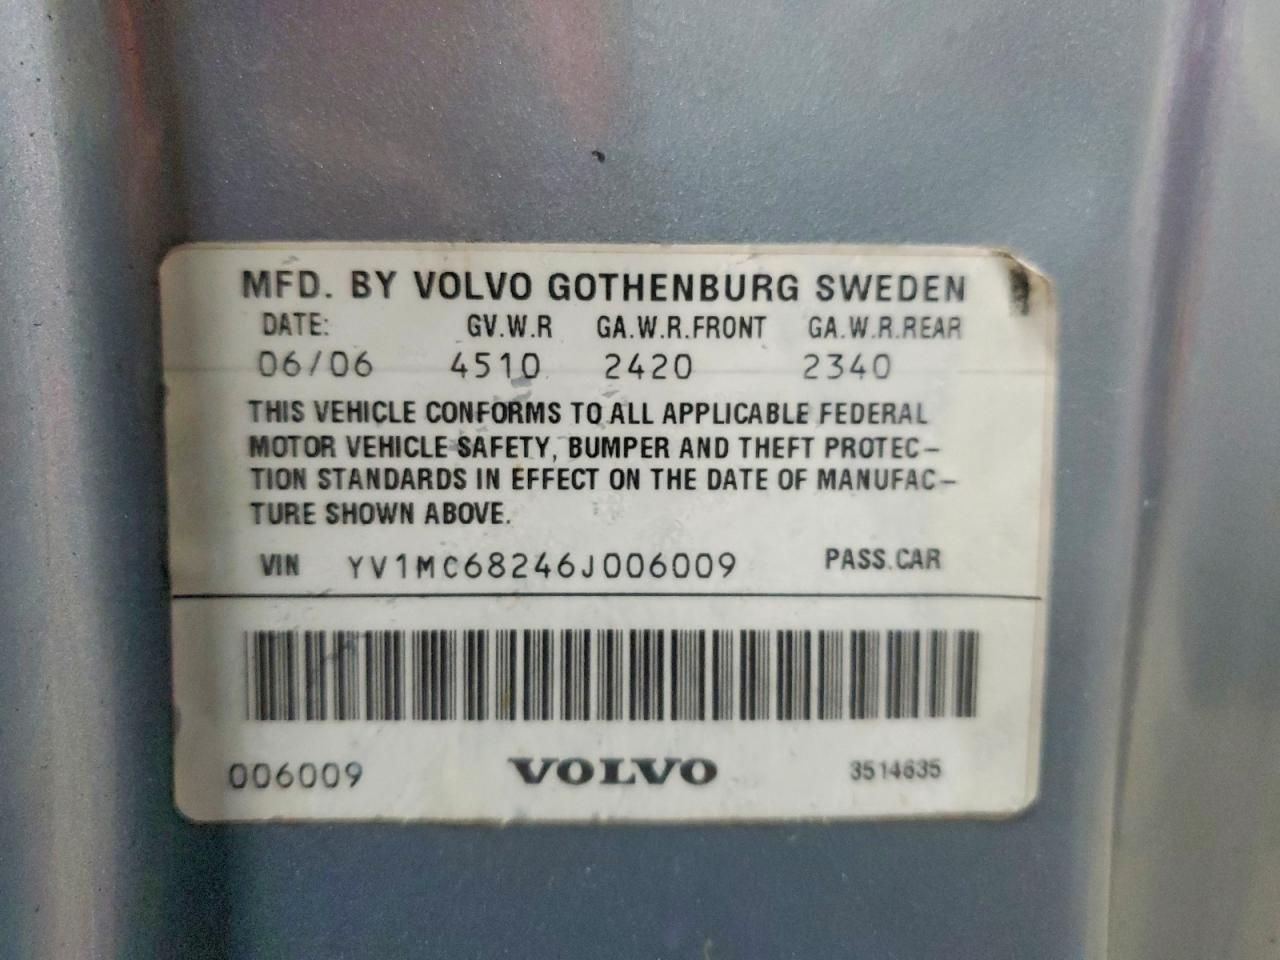 MFD. BY VOLVO GOTHENBURG SWEDEN
DATE: GV.W.R GA.W.R.FRONT GA.W.R.REAR
06/06 4510 2420 2340
THIS VEHICLE CONFORMS TO ALL APPLICABLE FEDERAL
MOTOR VEHICLE SAFETY, BUMPER AND THEFT PROTEC-
TION STANDARDS IN EFFECT ON THE DATE OF MANUFAC-
TURE SHOWN ABOVE.
VIN YV1MC68246J006009 PASS.CAR
006009 VOLVO 3514635